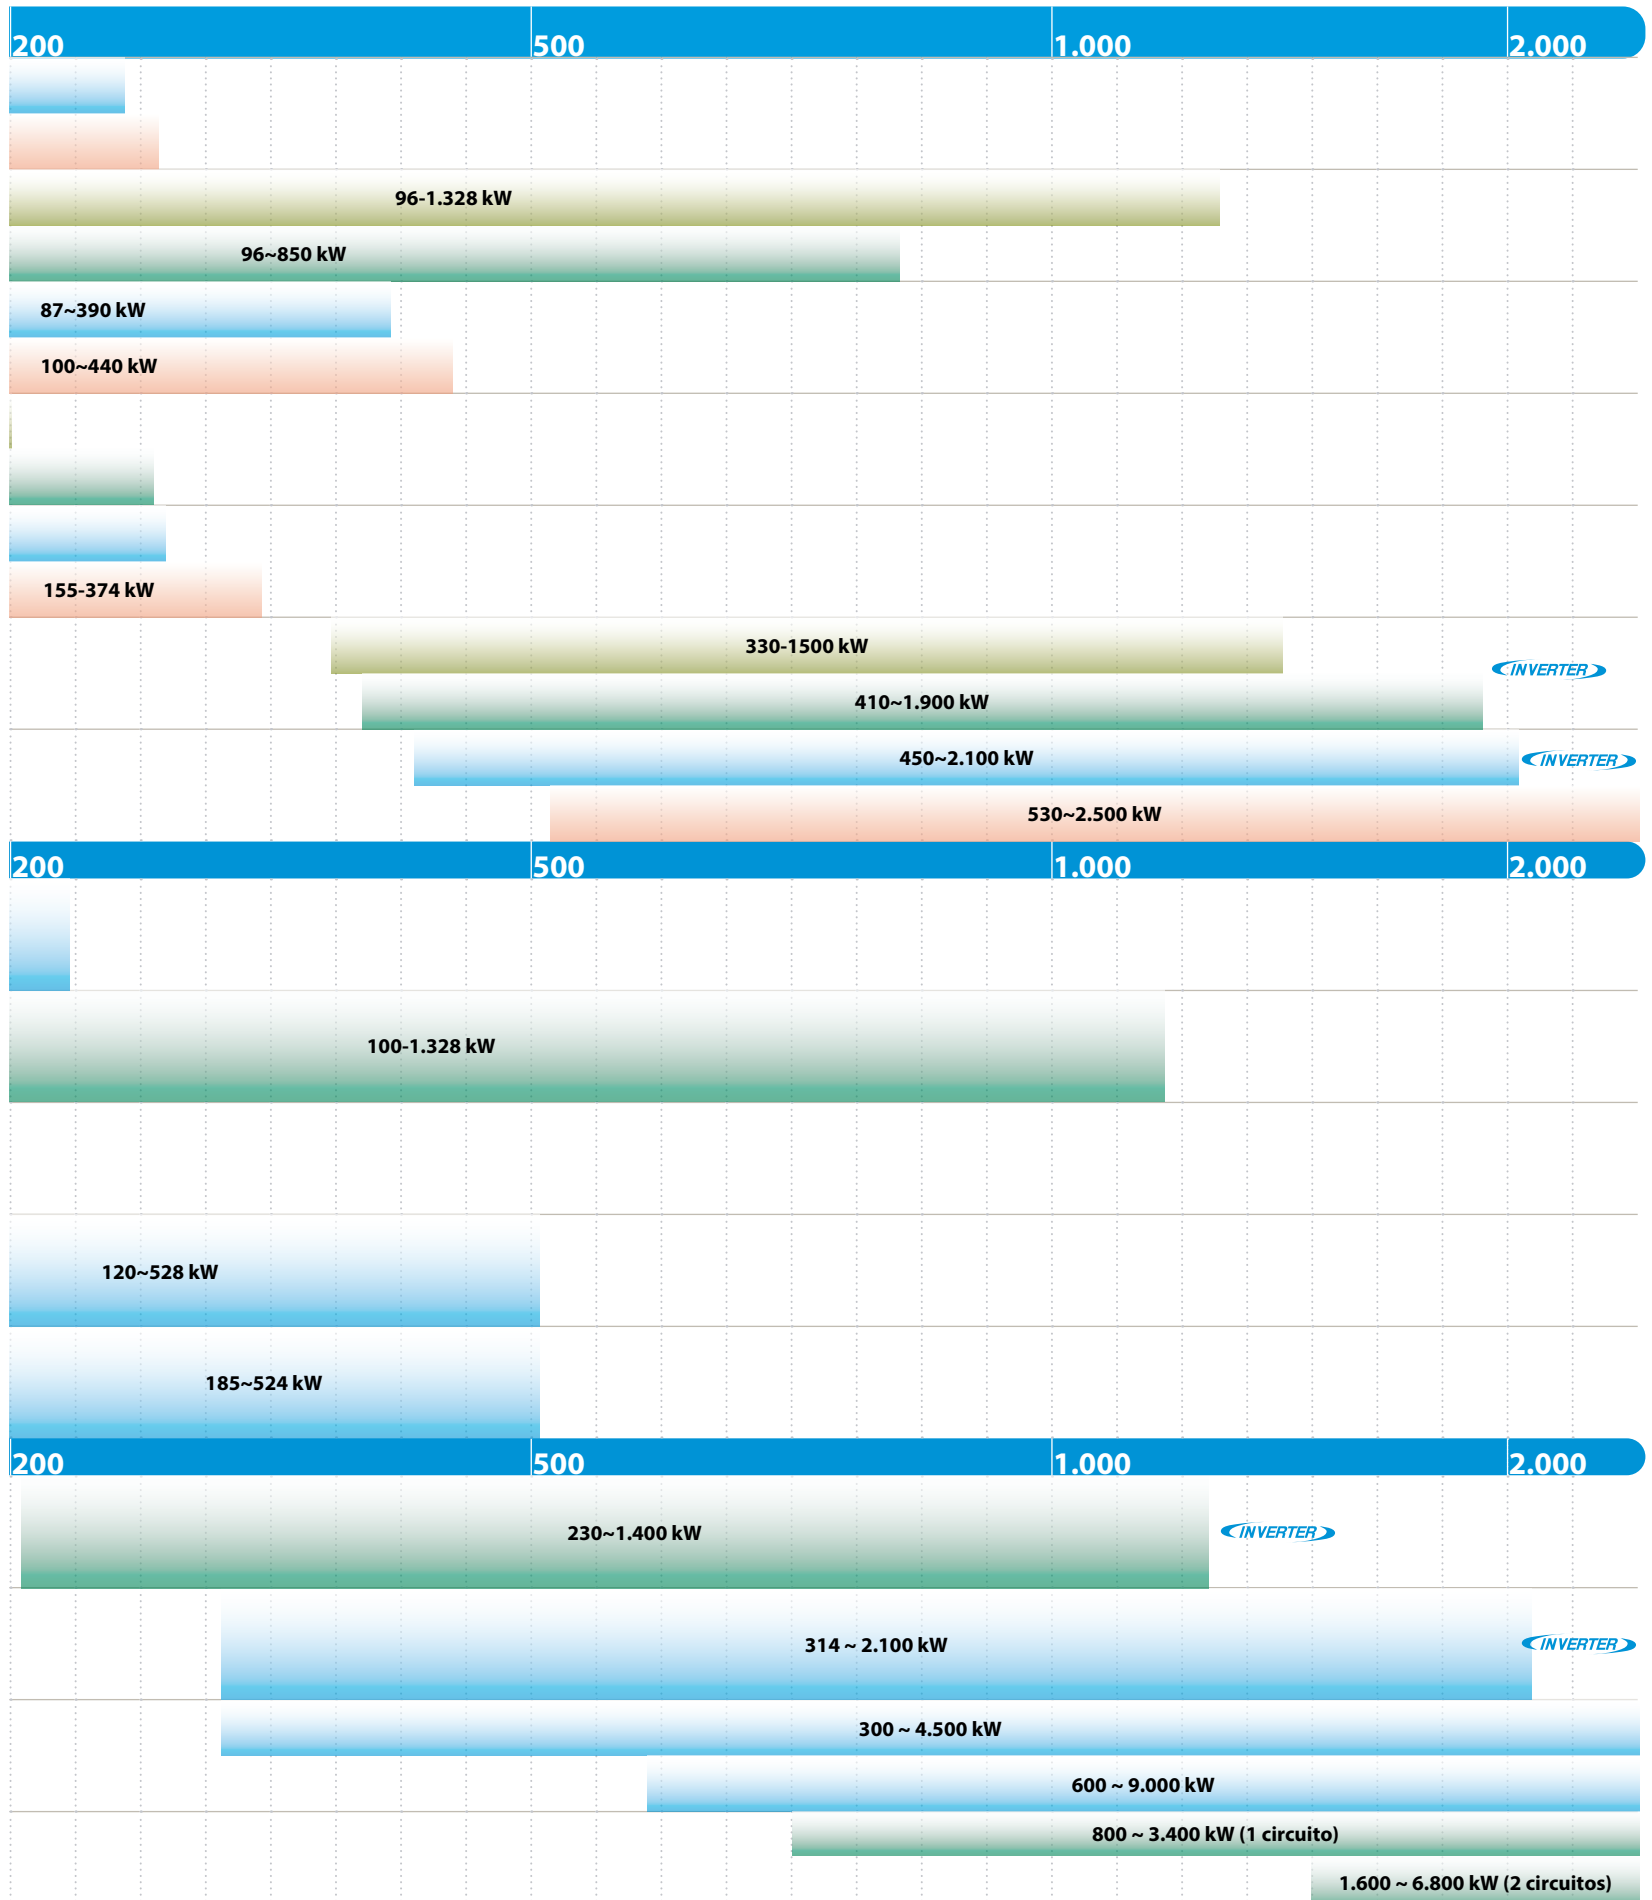 200 500 1.000 2.000
96-1.328 kW
96~850 kW
87~390 kW
100~440 kW
155-374 kW
330-1500 kW
INVERTER
410~1.900 kW
450~2.100 kW
INVERTER
530~2.500 kW
200 500 1.000 2.000
100-1.328 kW
120~528 kW
185~524 kW
200 500 1.000 2.000
230~1.400 kW
INVERTER
314 ~ 2.100 kW
INVERTER
300 ~ 4.500 kW
600 ~ 9.000 kW
800 ~ 3.400 kW (1 circuito)
1.600 ~ 6.800 kW (2 circuitos)